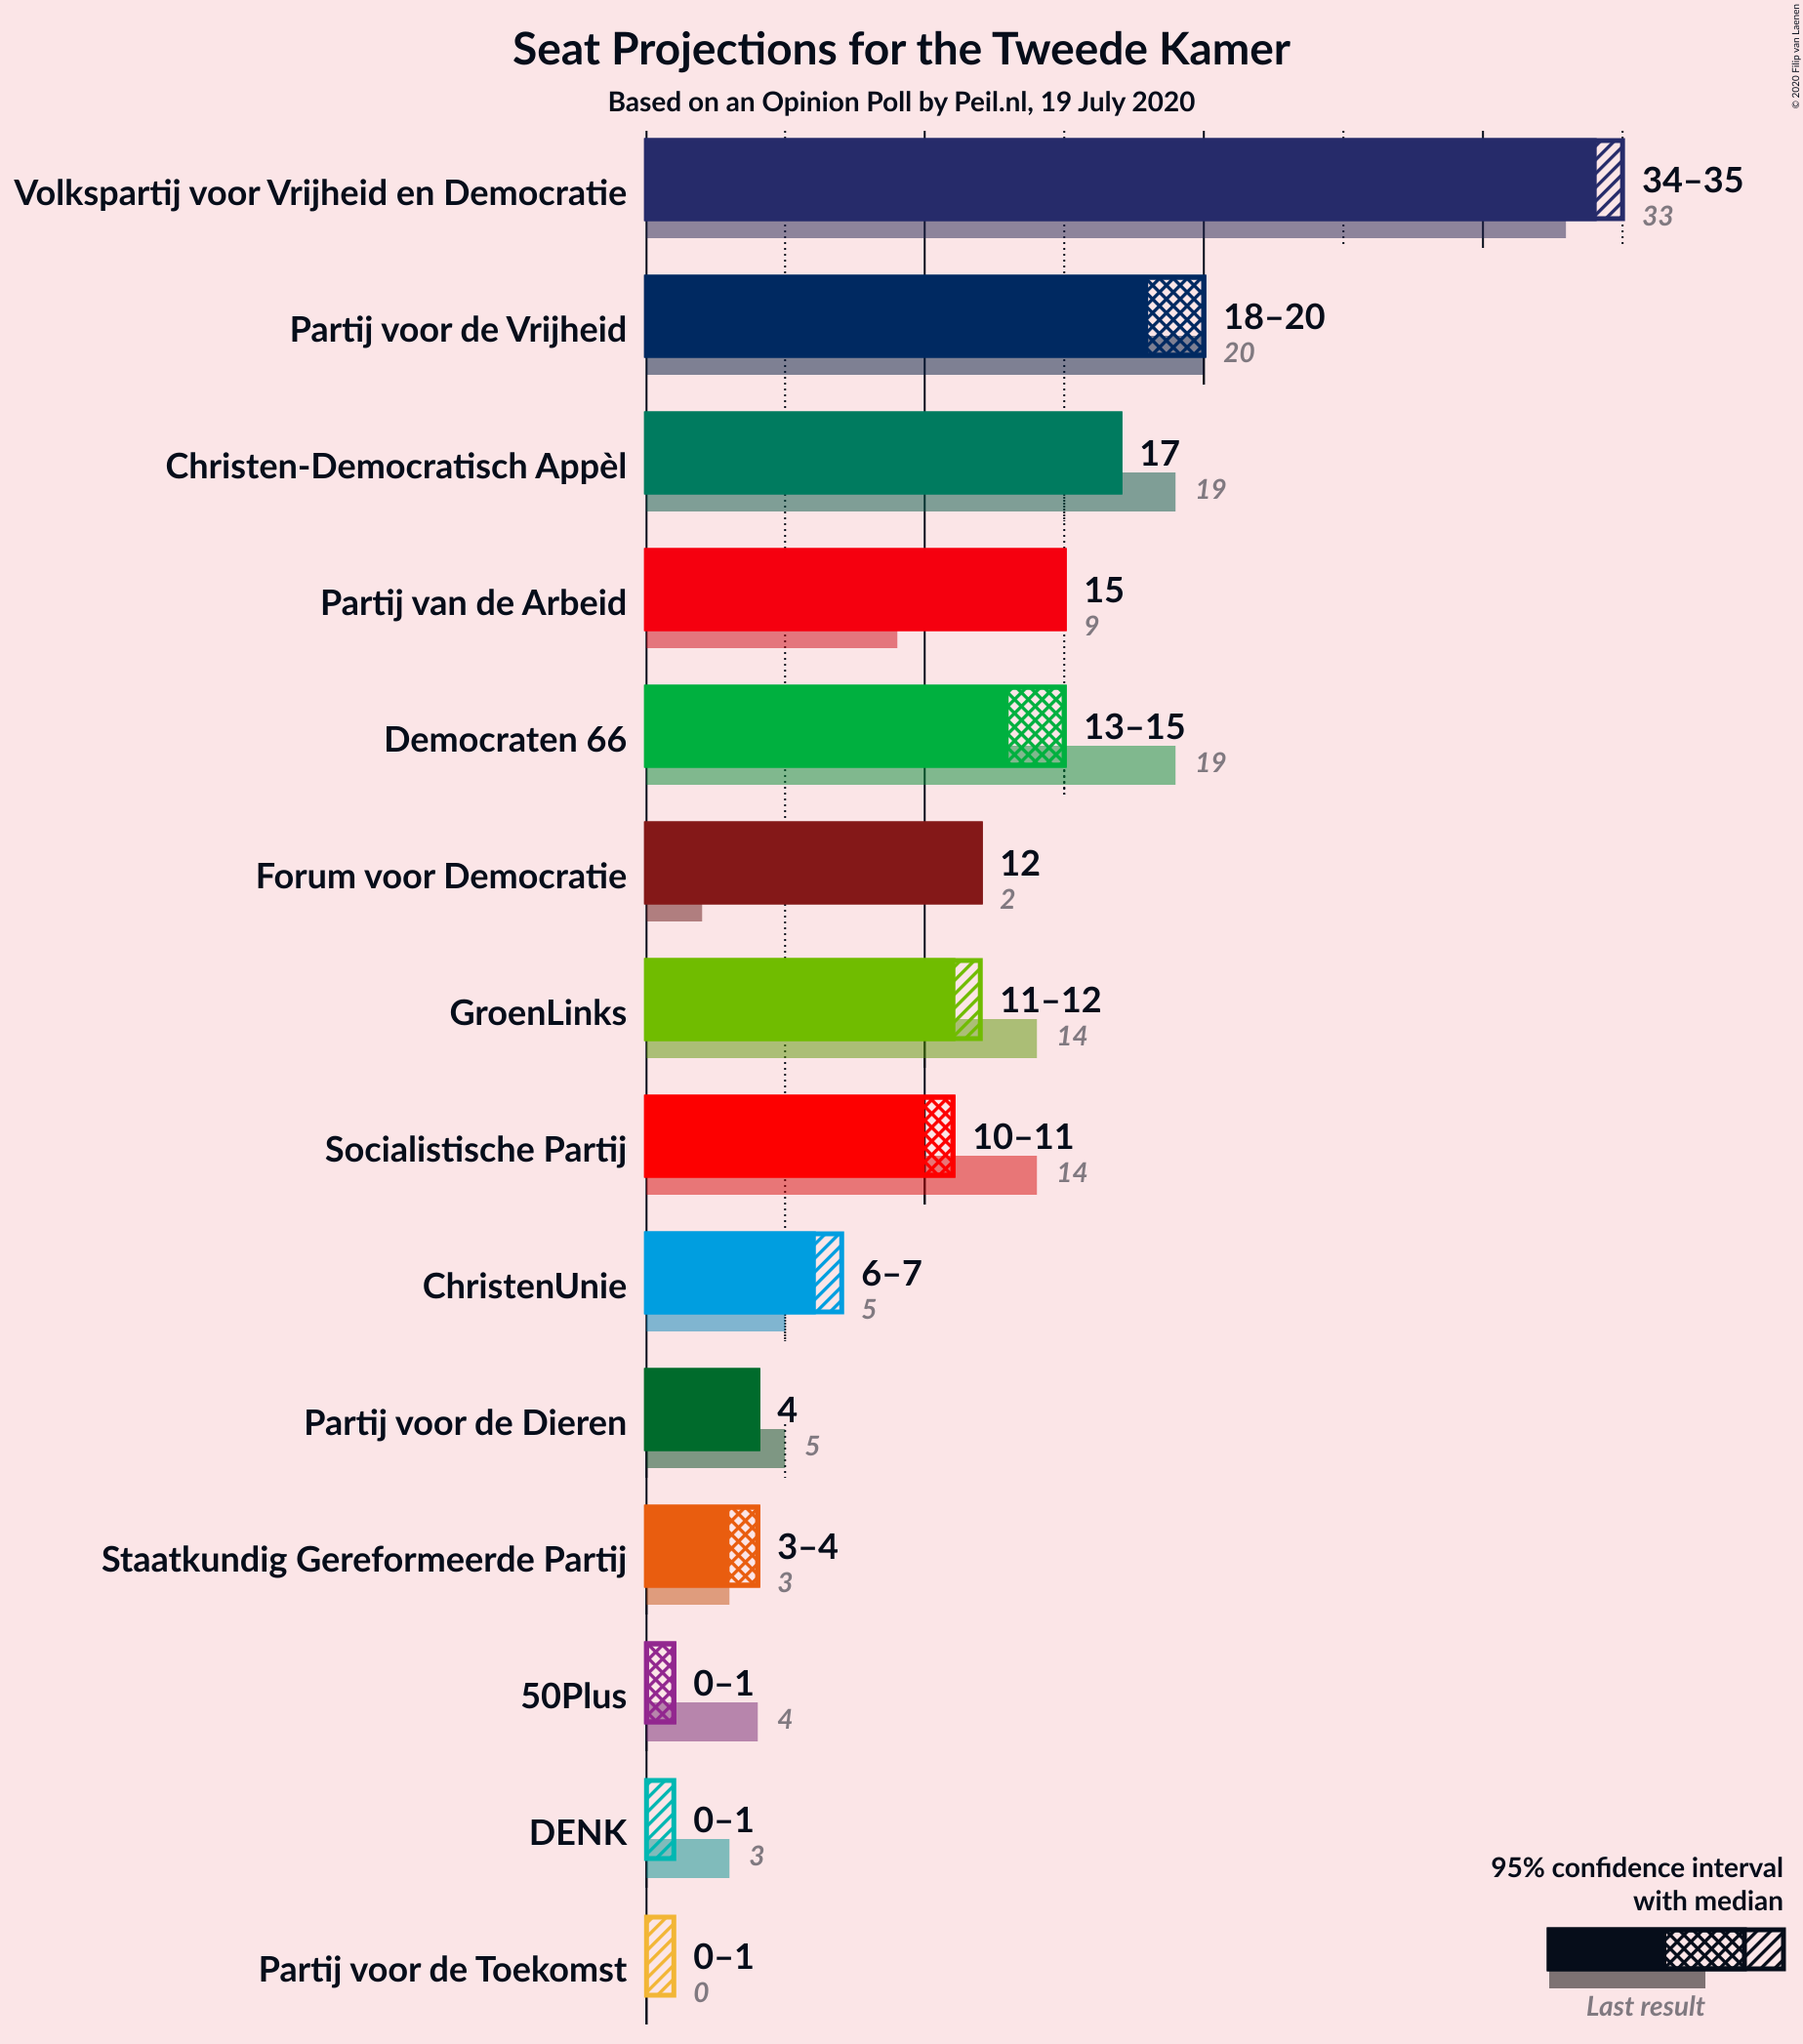 Seat Projections for the Tweede Kamer
Based on an Opinion Poll by Peil.nl, 19 July 2020
© 2020 Filip van Laenen
Volkspartij voor Vrijheid en Democratie
34–35
33
Partij voor de Vrijheid
18–20
20
Christen-Democratisch Appèl
17
19
Partij van de Arbeid
15
9
Democraten 66
13–15
19
Forum voor Democratie
12
2
GroenLinks
11–12
14
Socialistische Partij
10–11
14
ChristenUnie
6–7
5
Partij voor de Dieren
4
5
Staatkundig Gereformeerde Partij
3–4
3
50Plus
0–1
4
DENK
0–1
3
Partij voor de Toekomst
0–1
0
95% confidence interval
with median
Last result